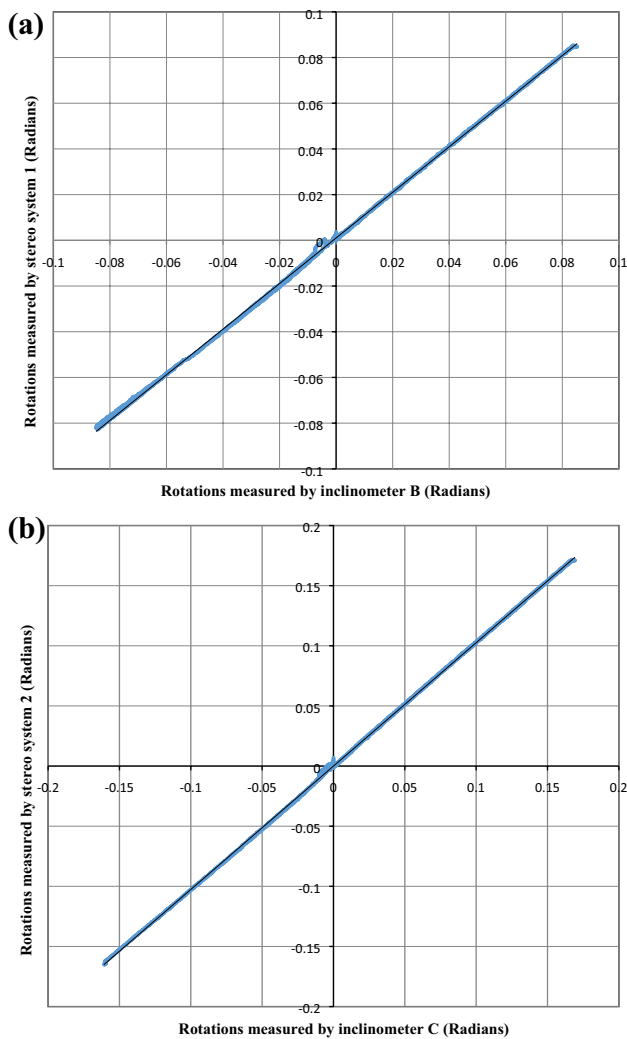 (a)
0.1
0.08
0.06
0.04
0.02
0
-0.1 -0.08 -0.06 -0.04 -0.02 0 0.02 0.04 0.06 0.08 0.1
-0.02
-0.04
-0.06
-0.08
-0.1
Rotations measured by stereo system 1 (Radians)
Rotations measured by inclinometer B (Radians)
(b)
0.2
0.15
0.1
0.05
0
-0.2 -0.15 -0.1 -0.05 0 0.05 0.1 0.15 0.2
-0.05
-0.1
-0.15
-0.2
Rotations measured by stereo system 2 (Radians)
Rotations measured by inclinometer C (Radians)